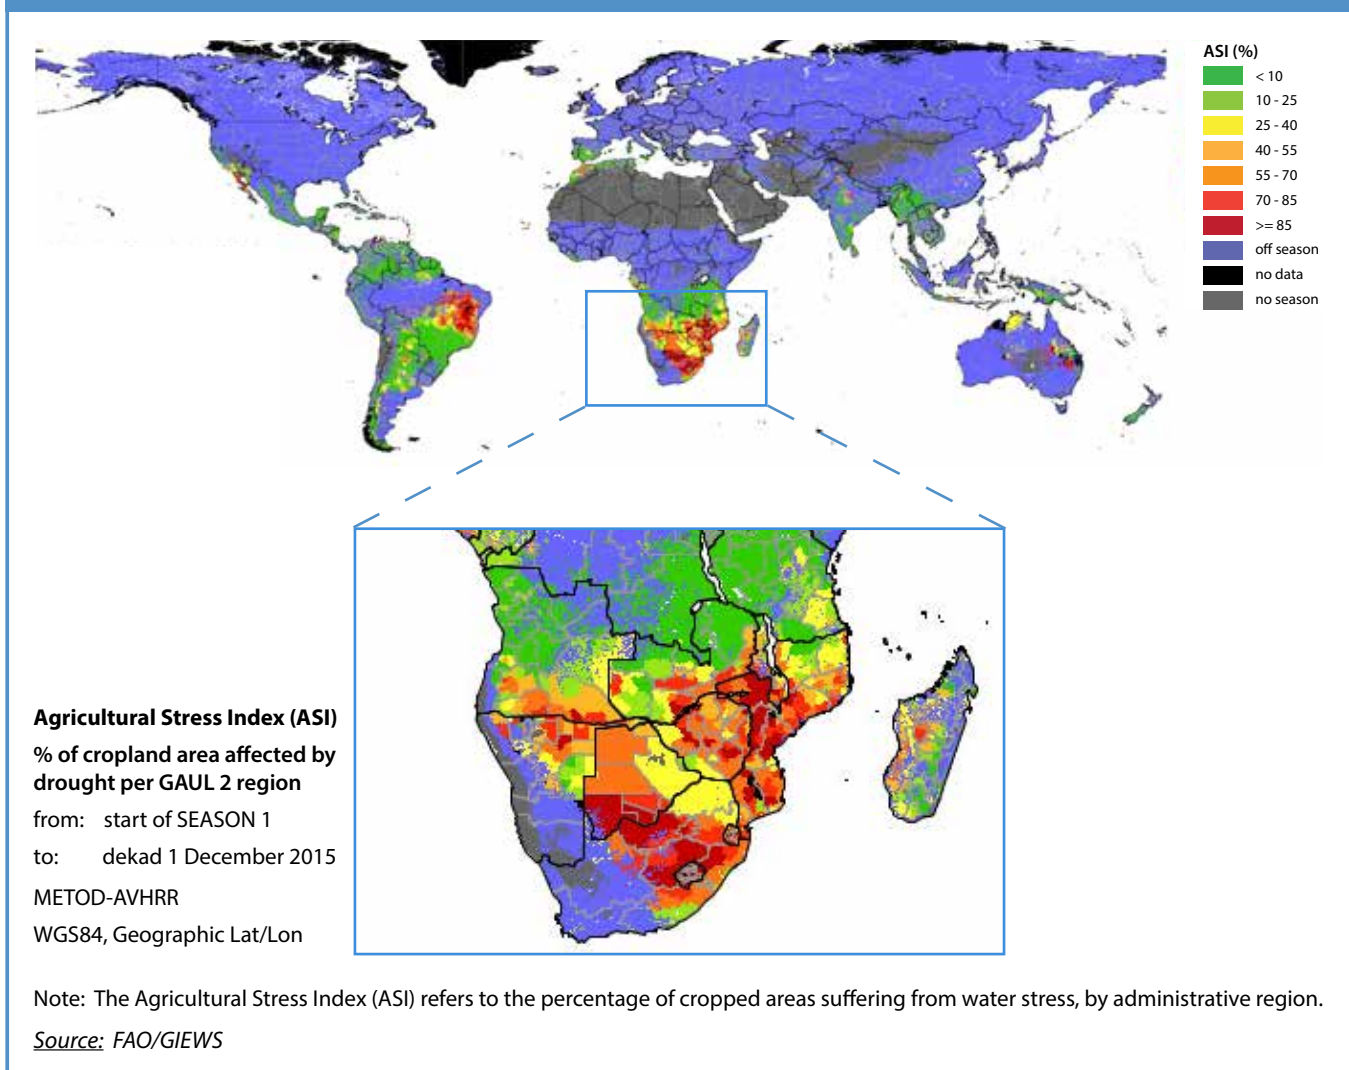 ASI (%)
< 10
10 - 25
25 - 40
40 - 55
55 - 70
70 - 85
>= 85
off season
no data
no season
Agricultural Stress Index (ASI)
% of cropland area affected by
drought per GAUL 2 region
from: start of SEASON 1
to: dekad 1 December 2015
METOD-AVHRR
WGS84, Geographic Lat/Lon
Note: The Agricultural Stress Index (ASI) refers to the percentage of cropped areas suffering from water stress, by administrative region.
Source: FAO/GIEWS